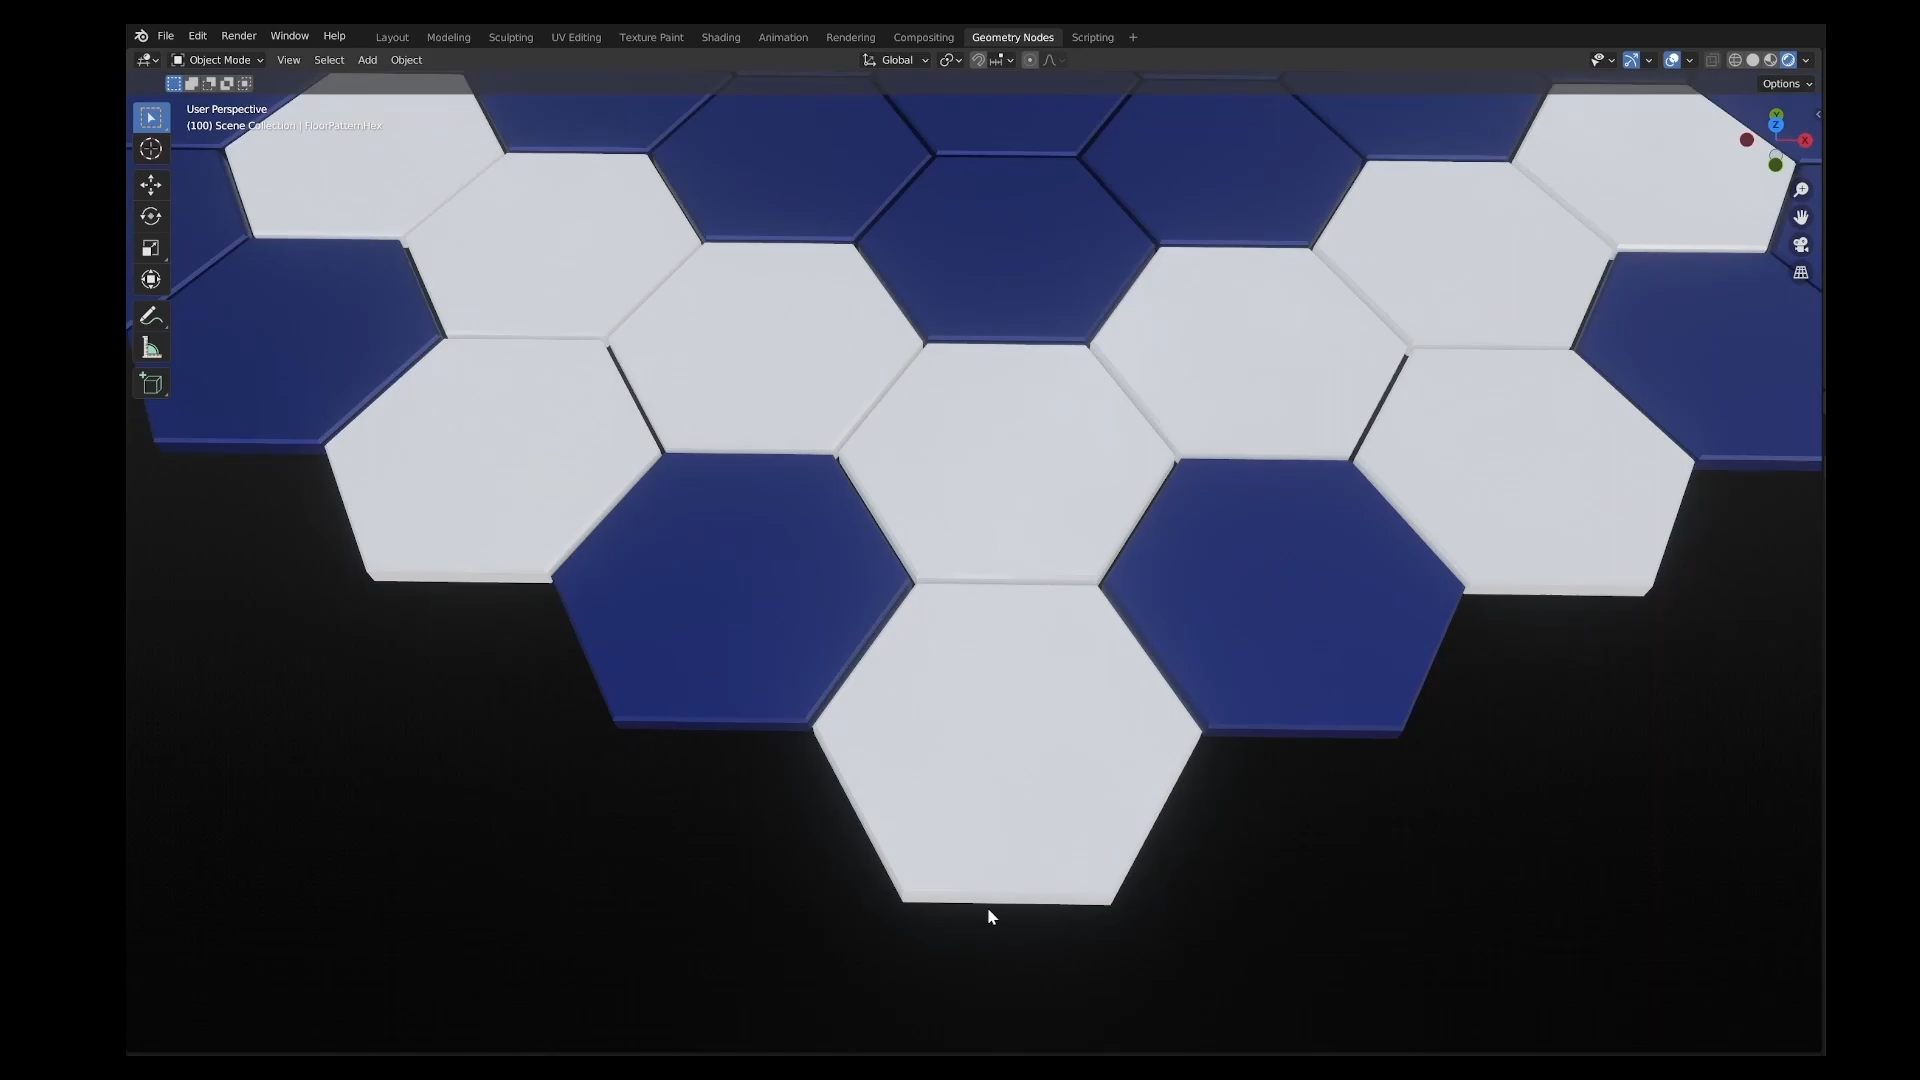 File Edit Render Window Help Layout Modeling Sculpting UV Editing Texture Paint Shading Animation Rendering Compositing Geometry Nodes Scripting +
Object Mode View Select Add Object Global
Options
User Perspective
(100) Scene Collection | FloorPatternHex
Y
Z
X